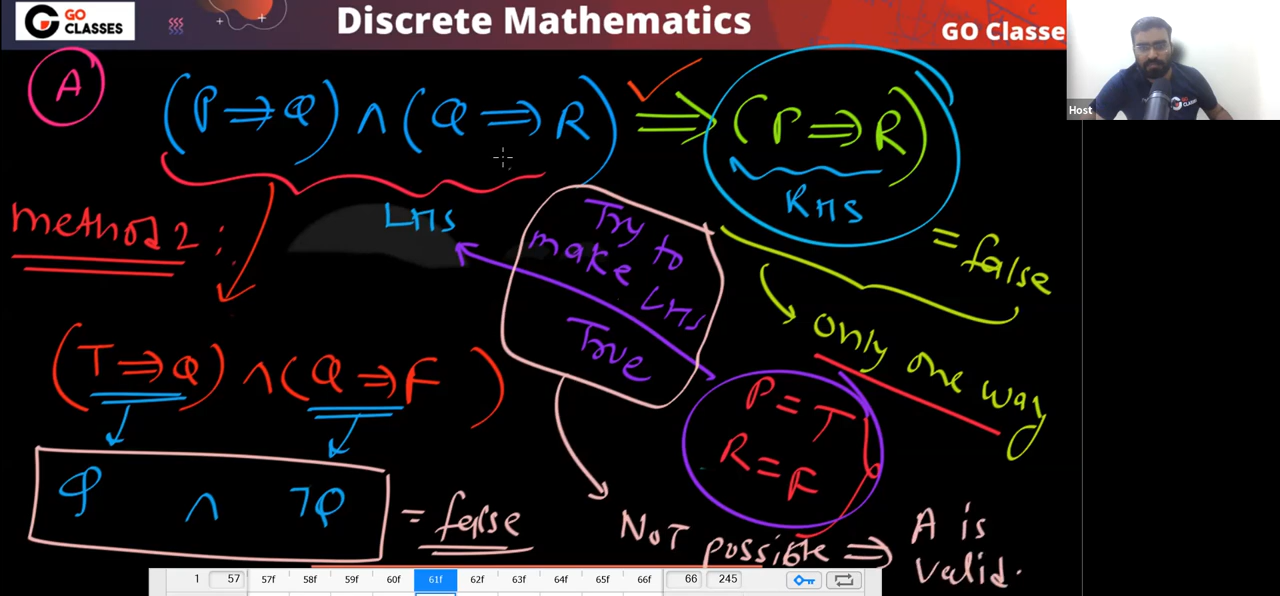 GO CLASSES
Discrete Mathematics
GO Classe
Host
GO CLASSES
A
(P ⇒ Q) ∧ (Q ⇒ R) ⇒ (P ⇒ R)
LHS
RHS
= false
method 2 :
Try to
make LHS
True
only one way
P = T
R = F
(T ⇒ Q) ∧ (Q ⇒ F)
Q ∧ ¬Q
= false
NOT possible ⇒ A is
valid.
1 57 57f 58f 59f 60f 61f 62f 63f 64f 65f 66f 66 245